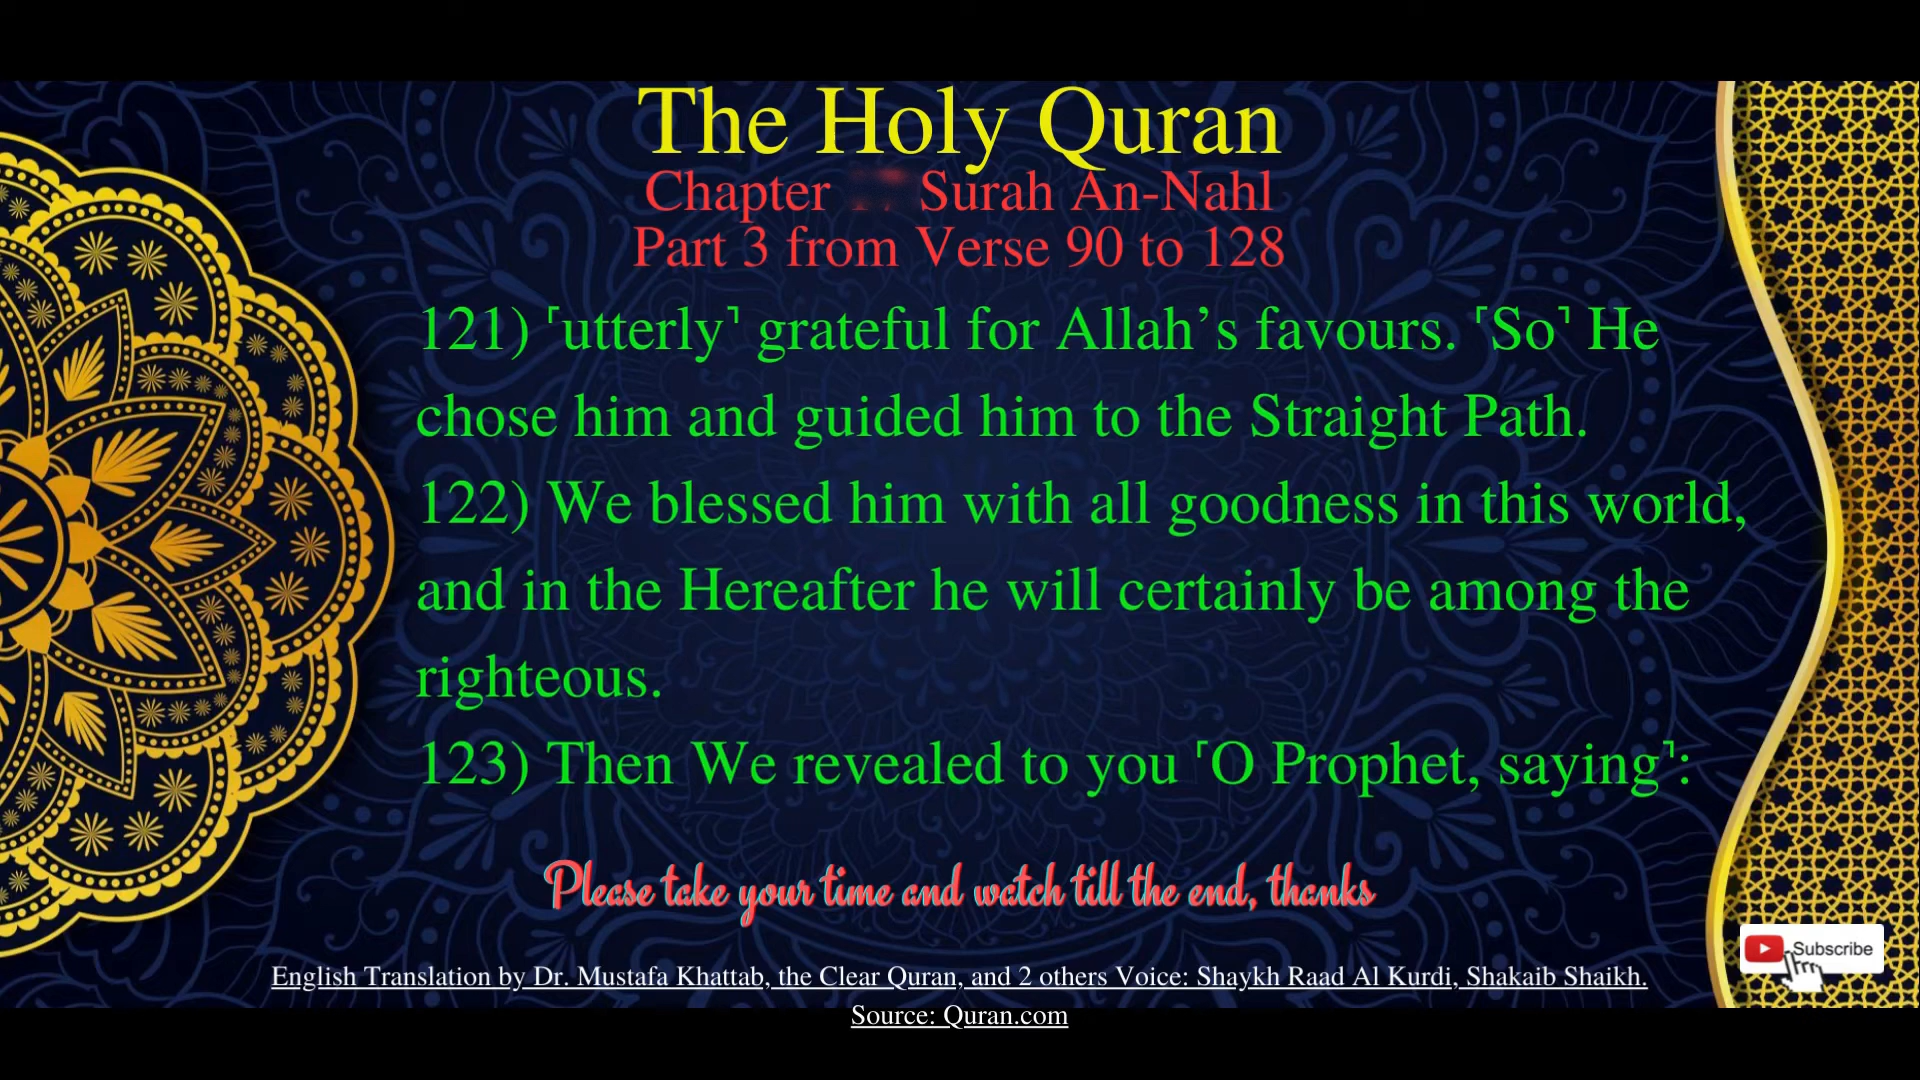 The Holy Quran
Chapter Surah An-Nahl
Part 3 from Verse 90 to 128
121) ⸢utterly⸣ grateful for Allah’s favours. ⸢So⸣ He
chose him and guided him to the Straight Path.
122) We blessed him with all goodness in this world,
and in the Hereafter he will certainly be among the
righteous.
123) Then We revealed to you ⸢O Prophet, saying⸣:
Please take your time and watch till the end, thanks
Subscribe
English Translation by Dr. Mustafa Khattab, the Clear Quran, and 2 others Voice: Shaykh Raad Al Kurdi, Shakaib Shaikh.
Source: Quran.com